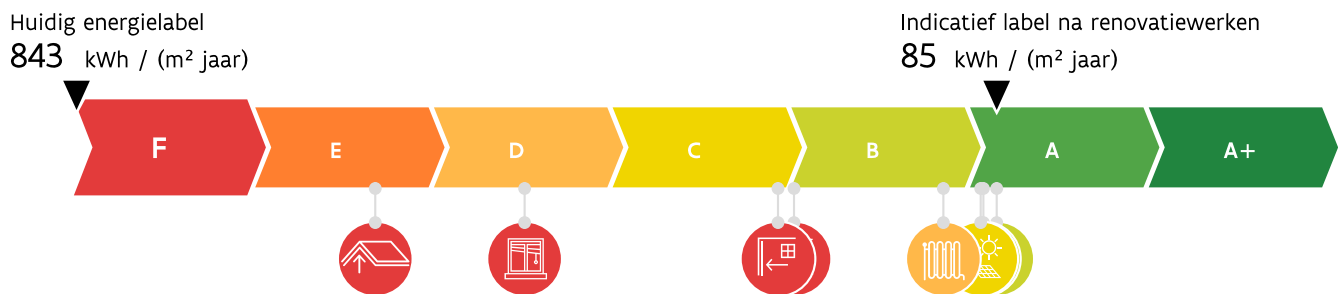 Huidig energielabel
843 kWh / (m² jaar)
Indicatief label na renovatiewerken
85 kWh / (m² jaar)
F E D C B A A+